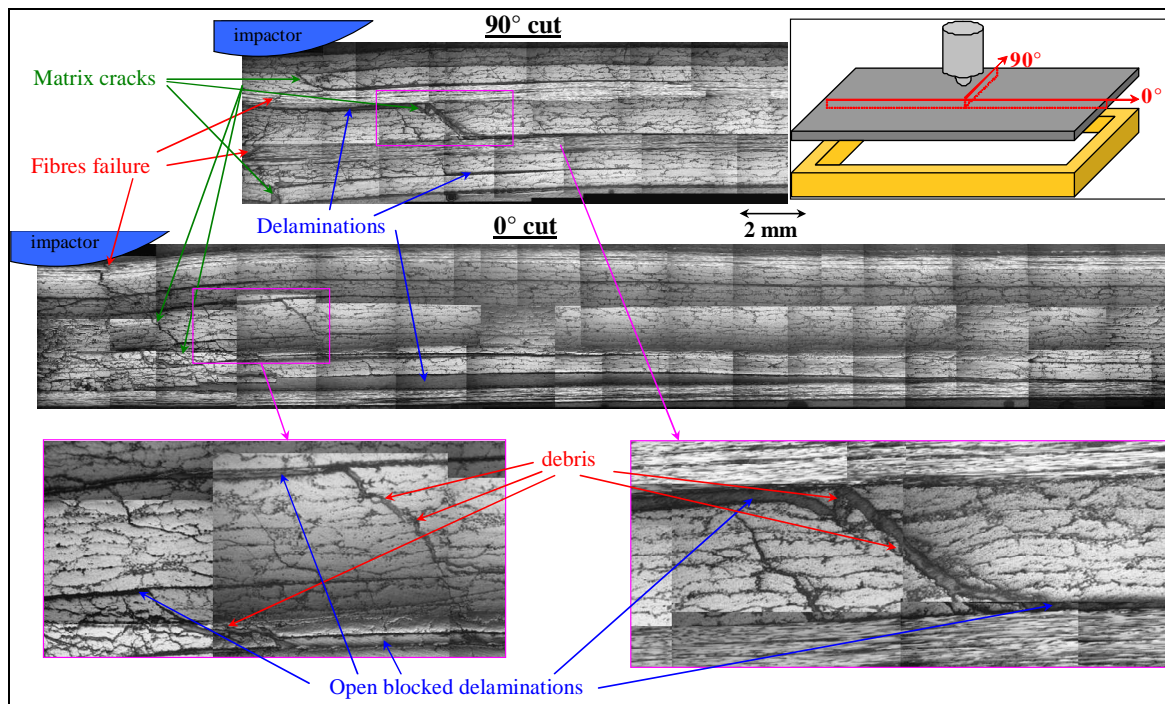 impactor
90° cut
Matrix cracks
90°
0°
Fibres failure
Delaminations
2 mm
impactor
0° cut
debris
Open blocked delaminations